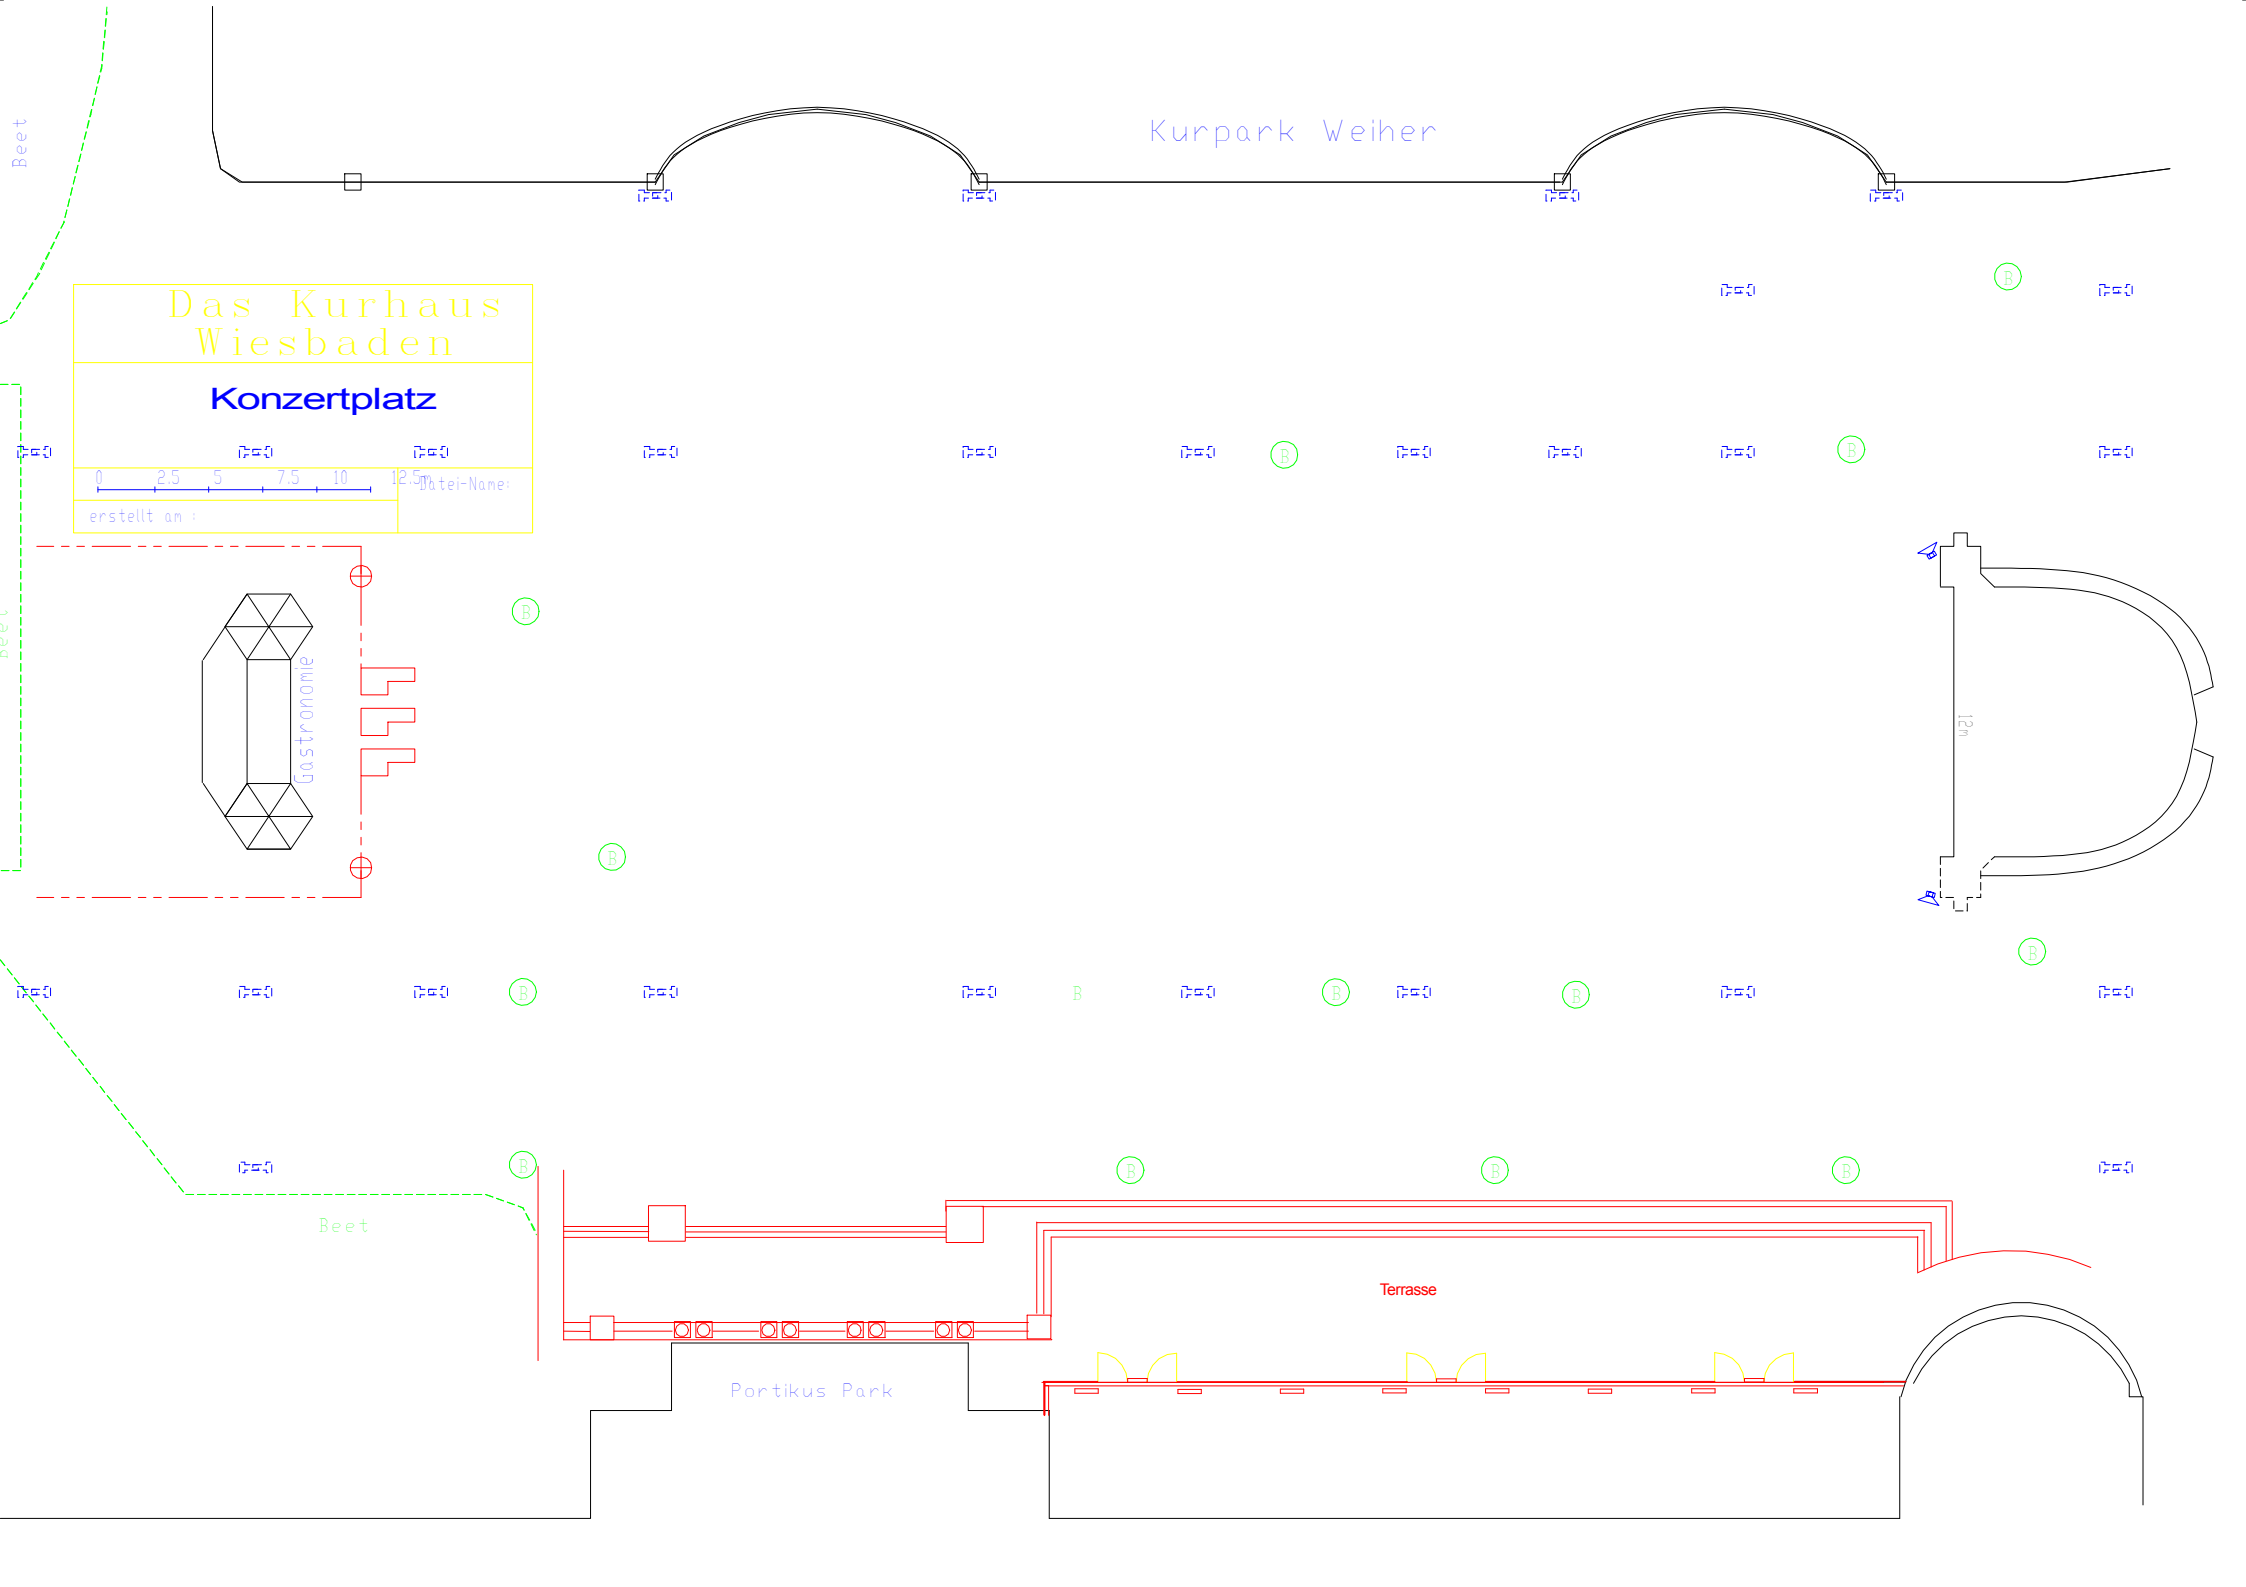 Beet
Kurpark Weiher
B
Das Kurhaus
Wiesbaden
Konzertplatz
B
B
0 2.5 5 7.5 10 12.5m
Datei-Name:
erstellt am :
Beet
B
Gastronomie
12m
B
B
B
B
B
B
B
B
B
B
Beet
Terrasse
Portikus Park